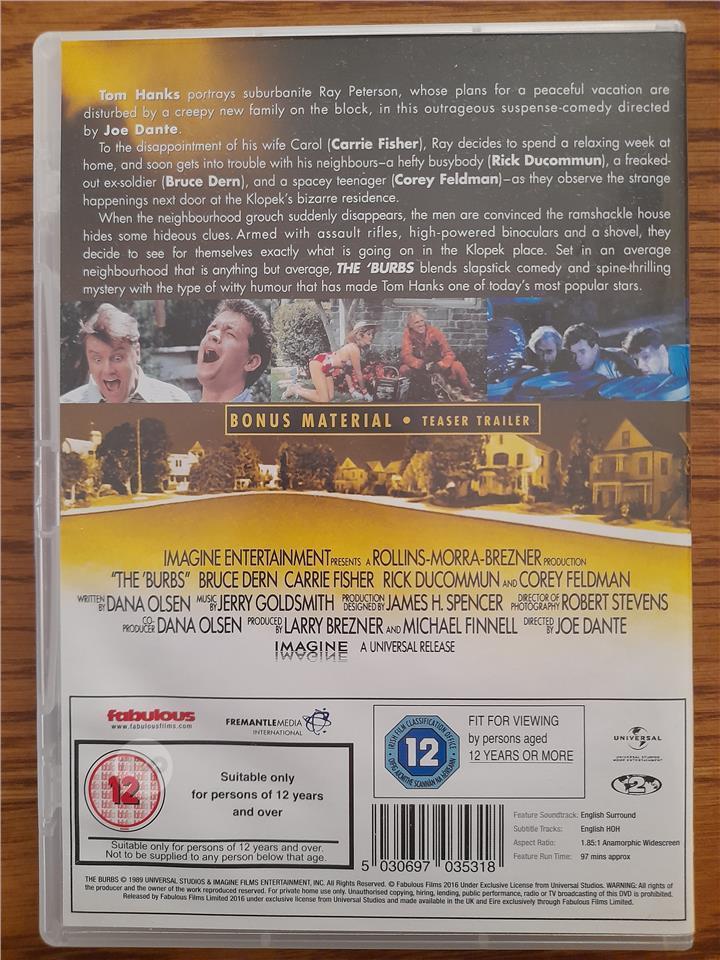 Tom Hanks portrays suburbanite Ray Peterson, whose plans for a peaceful vacation are
disturbed by a creepy new family on the block, in this outrageous suspense-comedy directed
by Joe Dante.
To the disappointment of his wife Carol (Carrie Fisher), Ray decides to spend a relaxing week at
home, and soon gets into trouble with his neighbours–a hefty busybody (Rick Ducommun), a freaked-
out ex-soldier (Bruce Dern), and a spacey teenager (Corey Feldman)–as they observe the strange
happenings next door at the Klopek's bizarre residence.
When the neighbourhood grouch suddenly disappears, the men are convinced the ramshackle house
hides some hideous clues. Armed with assault rifles, high-powered binoculars and a shovel, they
decide to see for themselves exactly what is going on in the Klopek place. Set in an average
neighbourhood that is anything but average, THE 'BURBS blends slapstick comedy and spine-thrilling
mystery with the type of witty humour that has made Tom Hanks one of today's most popular stars.
BONUS MATERIAL • TEASER TRAILER
IMAGINE ENTERTAINMENT PRESENTS A ROLLINS-MORRA-BREZNER PRODUCTION
"THE 'BURBS" BRUCE DERN CARRIE FISHER RICK DUCOMMUN AND COREY FELDMAN
WRITTEN BY DANA OLSEN MUSIC BY JERRY GOLDSMITH PRODUCTION DESIGNED BY JAMES H. SPENCER DIRECTOR OF PHOTOGRAPHY ROBERT STEVENS
CO-PRODUCER DANA OLSEN PRODUCED BY LARRY BREZNER AND MICHAEL FINNELL DIRECTED BY JOE DANTE
IMAGINE A UNIVERSAL RELEASE
fabulous
www.fabulousfilms.com
FREMANTLEMEDIA
INTERNATIONAL
IRISH FILM CLASSIFICATION OFFICE
12
FIT FOR VIEWING
by persons aged
12 YEARS OR MORE
UNIVERSAL
UNIVERSAL STUDIOS
HOME ENTERTAINMENT
2
12
Suitable only
for persons of 12 years
and over
Suitable only for persons of 12 years and over.
Not to be supplied to any person below that age.
5 030697 035318
Feature Soundtrack: English Surround
Subtitle Tracks: English HOH
Aspect Ratio: 1.85:1 Anamorphic Widescreen
Feature Run Time: 97 mins approx
THE BURBS © 1989 UNIVERSAL STUDIOS & IMAGINE FILMS ENTERTAINMENT, INC. All Rights Reserved. © Fabulous Films 2016 Under Exclusive License from Universal Studios. WARNING: All rights of
the producer and the owner of the work reproduced reserved. For private home use only. Unauthorised copying, hiring, lending, public performance, radio or TV broadcasting of this DVD is prohibited.
Released by Fabulous Films Limited 2016 under exclusive license from Universal Studios and made available in the UK and Eire exclusively through Fabulous Films Limited.